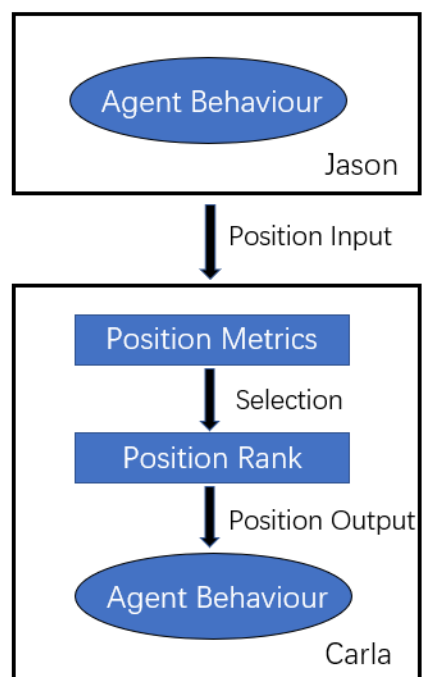 Agent Behaviour
Jason
Position Input
Position Metrics
Selection
Position Rank
Position Output
Agent Behaviour
Carla